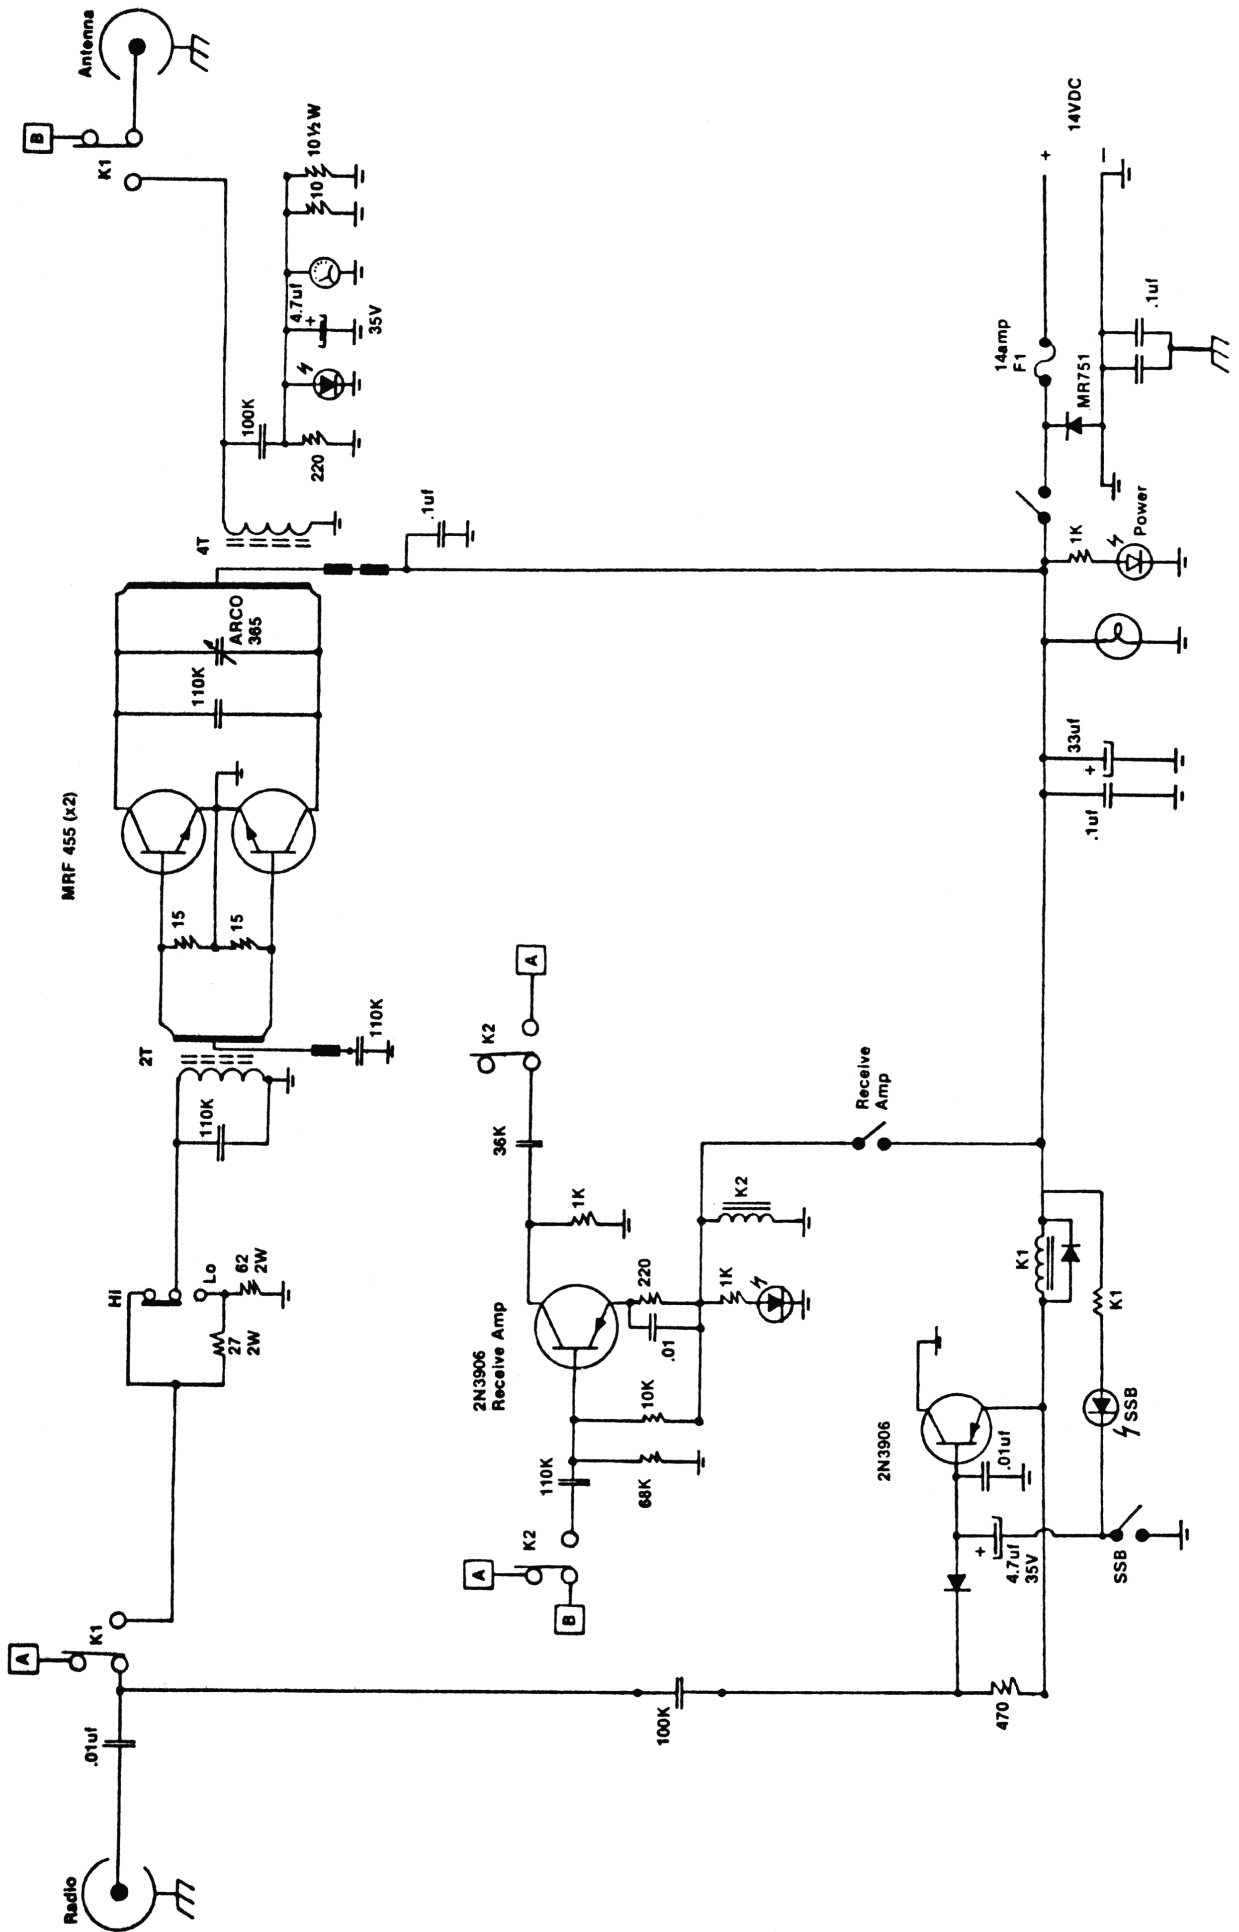 Radio
.01uf
A
K1
Hi
Lo
27
2W
62
2W
110K
2T
110K
15
15
MRF 455 (x2)
110K
ARCO
365
4T
.1uf
100K
220
4.7uf
35V
10
10½W
K1
B
Antenna
A
B
K2
110K
68K
10K
2N3906
Receive Amp
.01
220
1K
1K
36K
K2
K2
A
Receive
Amp
100K
470
4.7uf
35V
.01uf
2N3906
SSB
SSB
K1
K1
.1uf
33uf
1K
Power
MR751
14amp
F1
.1uf
14VDC
+
–